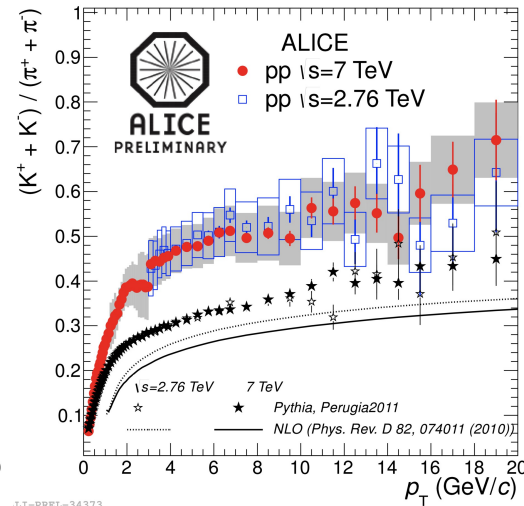 ALICE
pp √s=7 TeV
pp √s=2.76 TeV
ALICE
PRELIMINARY
(K⁺ + K⁻) / (π⁺ + π⁻)
1
0.9
0.8
0.7
0.6
0.5
0.4
0.3
0.2
0.1
√s=2.76 TeV 7 TeV
Pythia, Perugia2011
NLO (Phys. Rev. D 82, 074011 (2010))
0 2 4 6 8 10 12 14 16 18 20
p_T (GeV/c)